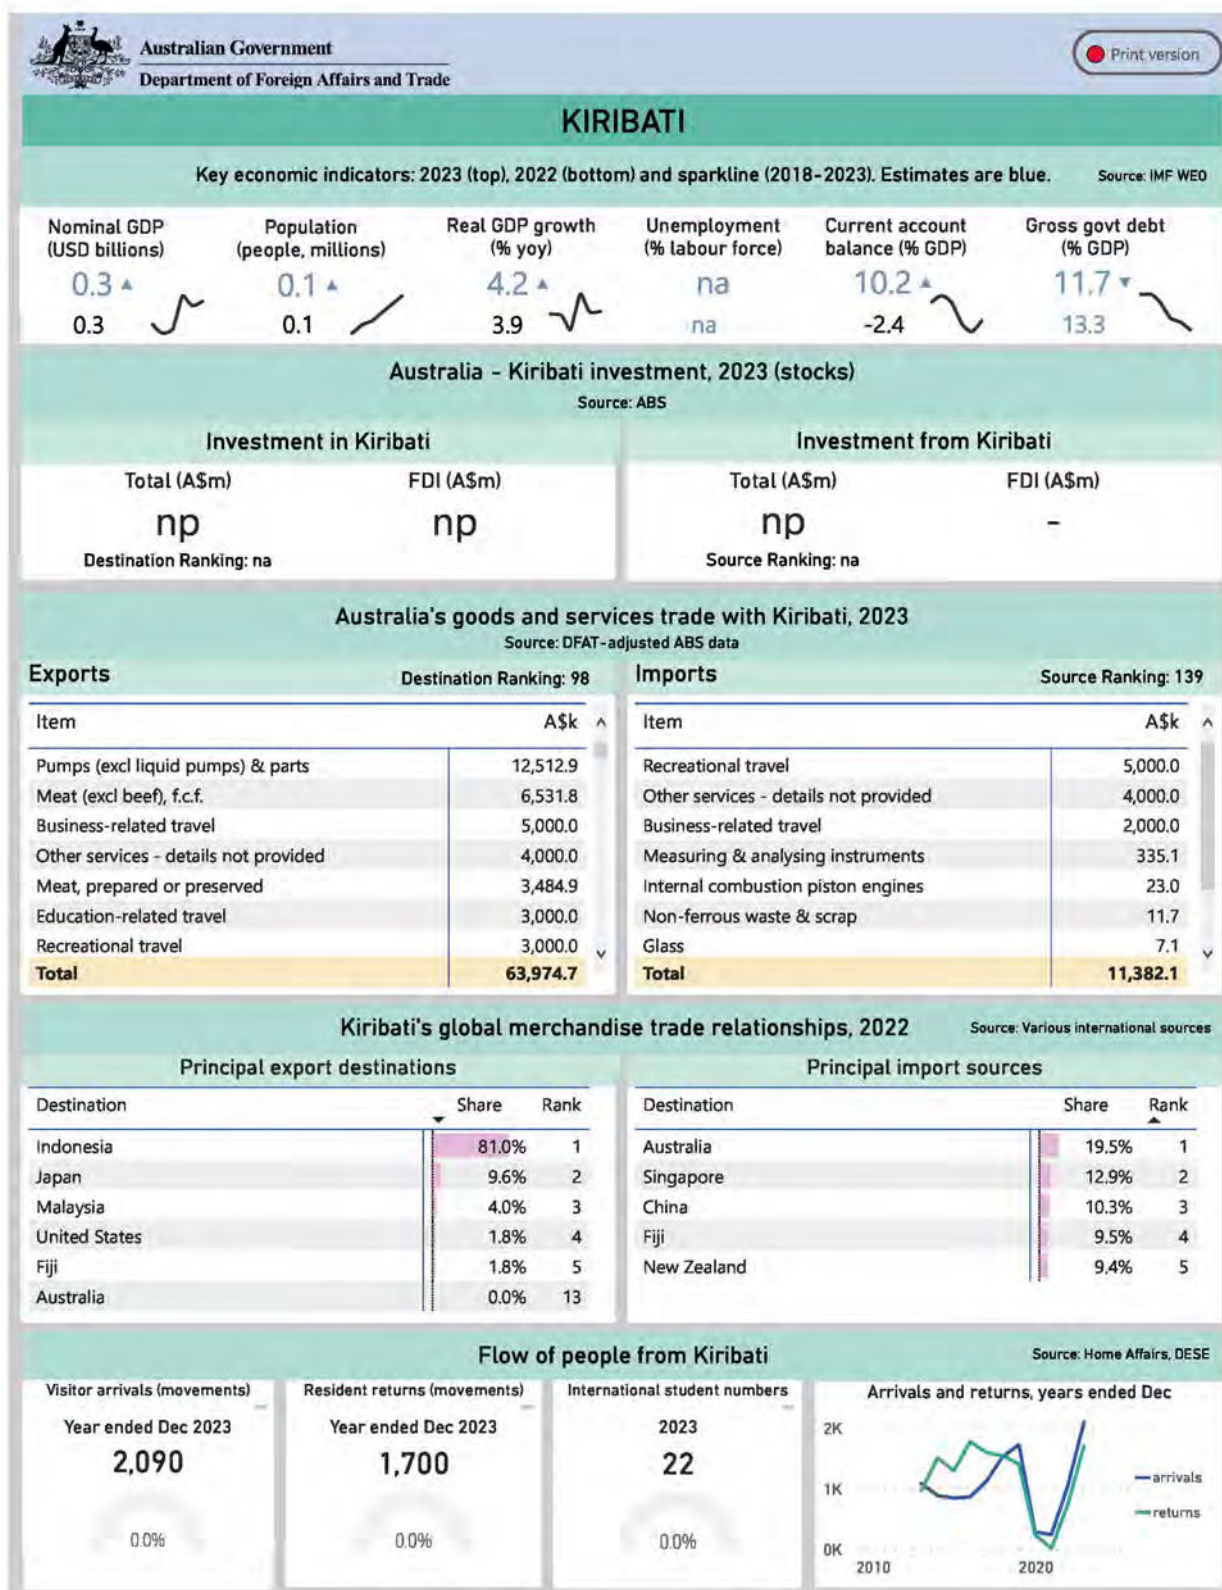 Australian Government
Department of Foreign Affairs and Trade
Print version
KIRIBATI
Key economic indicators: 2023 (top), 2022 (bottom) and sparkline (2018-2023). Estimates are blue. Source: IMF WEO
Nominal GDP (USD billions)
0.3 ▲
0.3
Population (people, millions)
0.1 ▲
0.1
Real GDP growth (% yoy)
4.2 ▲
3.9
Unemployment (% labour force)
na
na
Current account balance (% GDP)
10.2 ▲
-2.4
Gross govt debt (% GDP)
11.7 ▼
13.3
Australia - Kiribati investment, 2023 (stocks)
Source: ABS
Investment in Kiribati
Total (A$m) FDI (A$m)
np np
Destination Ranking: na
Investment from Kiribati
Total (A$m) FDI (A$m)
np -
Source Ranking: na
Australia's goods and services trade with Kiribati, 2023
Source: DFAT-adjusted ABS data
Exports Destination Ranking: 98
Item A$k
Pumps (excl liquid pumps) & parts 12,512.9
Meat (excl beef), f.c.f. 6,531.8
Business-related travel 5,000.0
Other services - details not provided 4,000.0
Meat, prepared or preserved 3,484.9
Education-related travel 3,000.0
Recreational travel 3,000.0
Total 63,974.7
Imports Source Ranking: 139
Item A$k
Recreational travel 5,000.0
Other services - details not provided 4,000.0
Business-related travel 2,000.0
Measuring & analysing instruments 335.1
Internal combustion piston engines 23.0
Non-ferrous waste & scrap 11.7
Glass 7.1
Total 11,382.1
Kiribati's global merchandise trade relationships, 2022 Source: Various international sources
Principal export destinations
Destination Share Rank
Indonesia 81.0% 1
Japan 9.6% 2
Malaysia 4.0% 3
United States 1.8% 4
Fiji 1.8% 5
Australia 0.0% 13
Principal import sources
Destination Share Rank
Australia 19.5% 1
Singapore 12.9% 2
China 10.3% 3
Fiji 9.5% 4
New Zealand 9.4% 5
Flow of people from Kiribati Source: Home Affairs, DESE
Visitor arrivals (movements)
Year ended Dec 2023
2,090
0.0%
Resident returns (movements)
Year ended Dec 2023
1,700
0.0%
International student numbers
2023
22
0.0%
Arrivals and returns, years ended Dec
2K
1K
0K
2010 2020
arrivals
returns